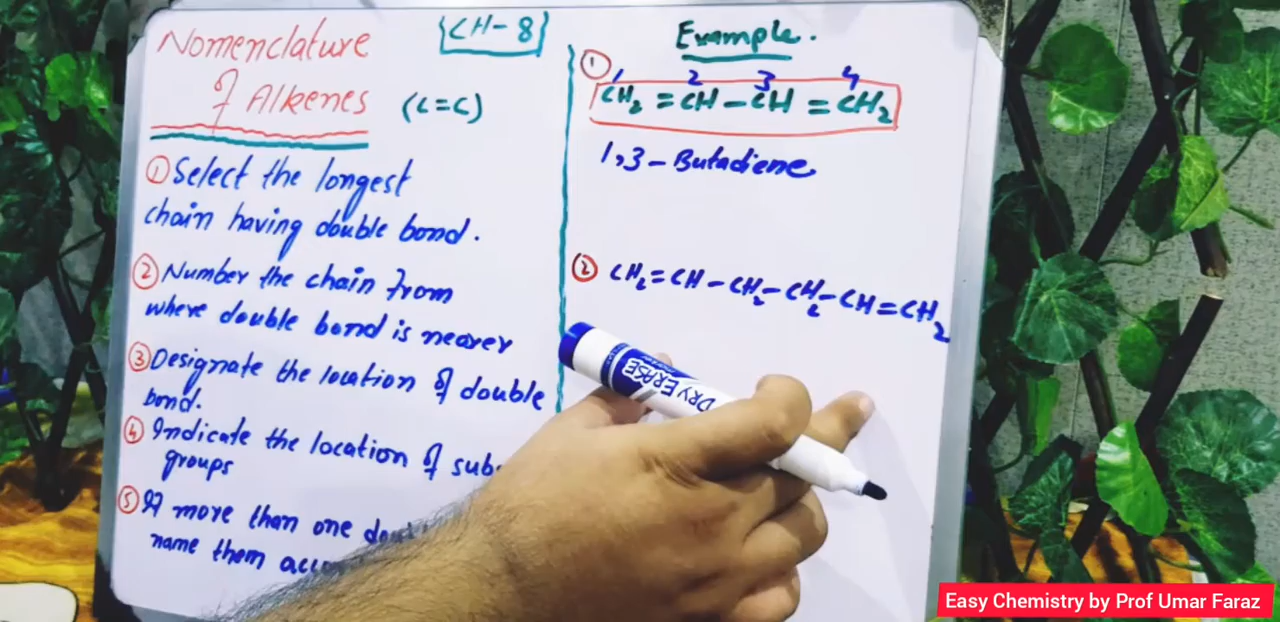 Nomenclature
of Alkenes (C=C)
{CH-8}
① Select the longest
chain having double bond.
② Number the chain from
where double bond is nearer
③ Designate the location of double
bond.
④ Indicate the location of sub
groups
⑤ If more than one
name them
Example.
①
1 2 3 4
CH₂ = CH – CH = CH₂
1,3 – Butadiene
② CH₂ = CH – CH₂ – CH₂ – CH = CH₂
DRY ERASE
Easy Chemistry by Prof Umar Faraz